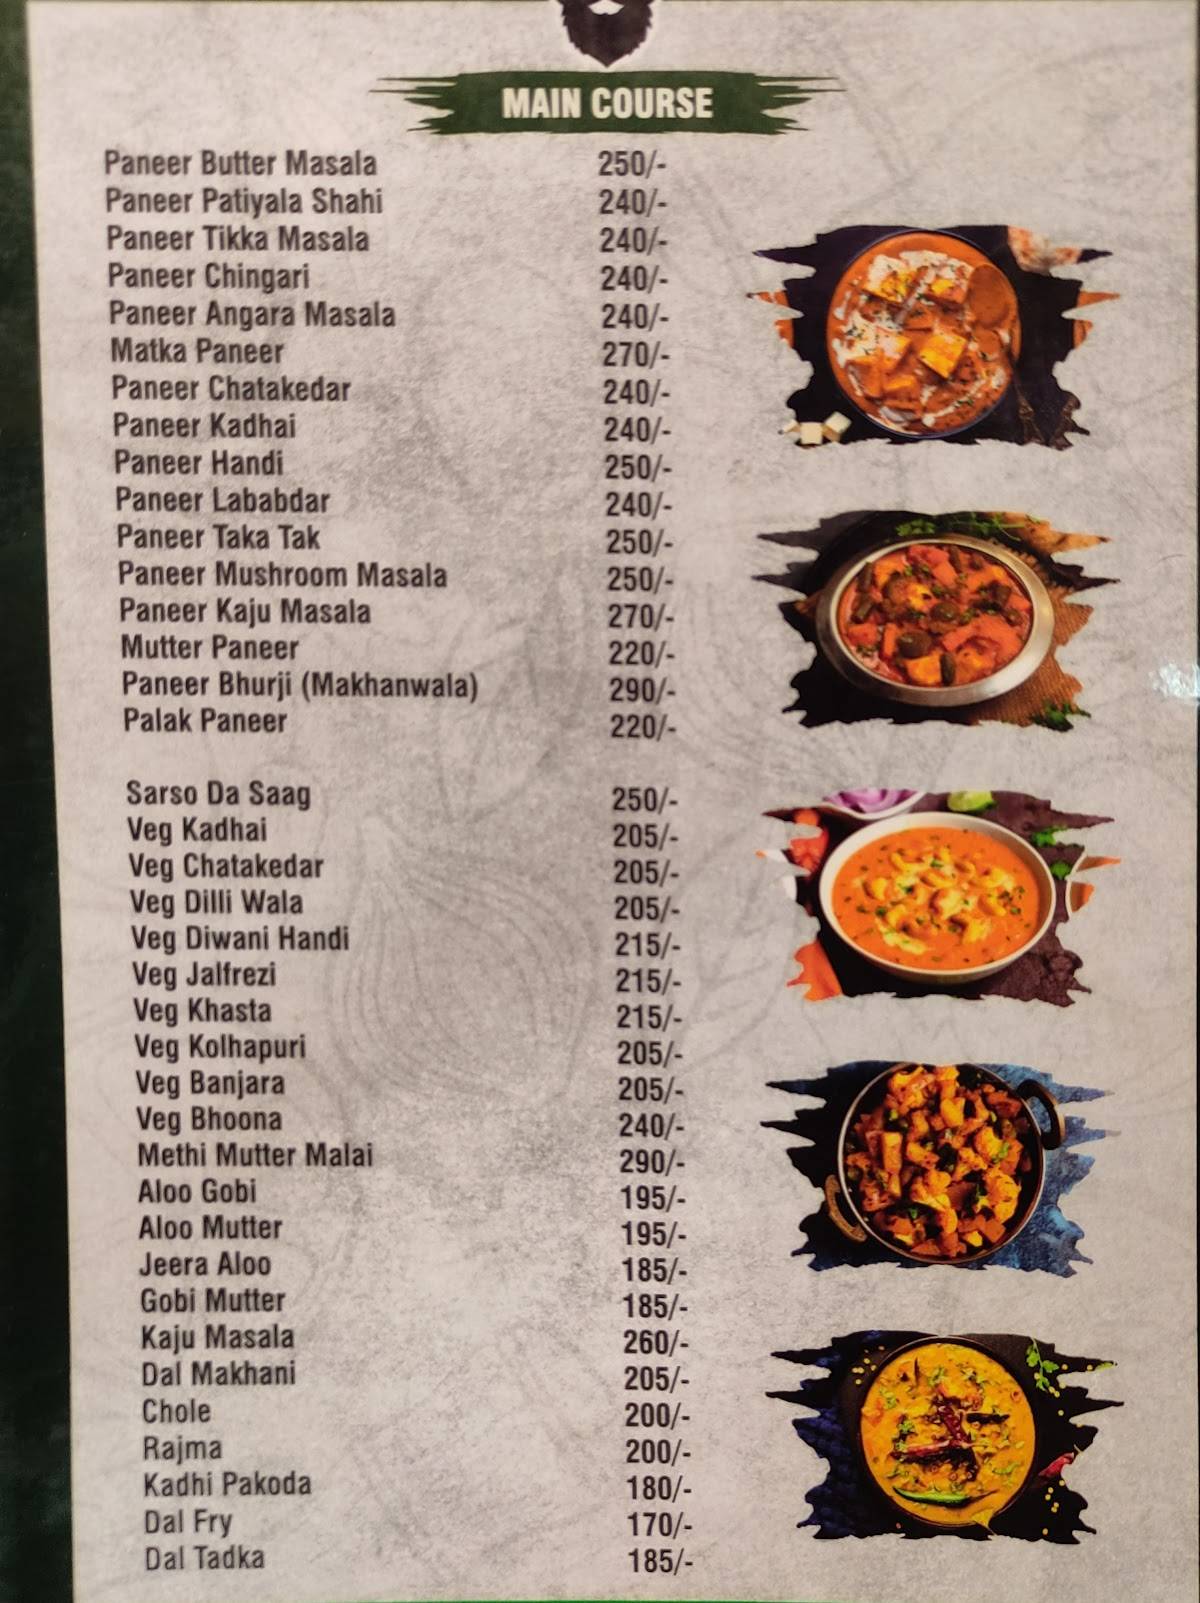 MAIN COURSE
Paneer Butter Masala 250/-
Paneer Patiyala Shahi 240/-
Paneer Tikka Masala 240/-
Paneer Chingari 240/-
Paneer Angara Masala 240/-
Matka Paneer 270/-
Paneer Chatakedar 240/-
Paneer Kadhai 240/-
Paneer Handi 250/-
Paneer Lababdar 240/-
Paneer Taka Tak 250/-
Paneer Mushroom Masala 250/-
Paneer Kaju Masala 270/-
Mutter Paneer 220/-
Paneer Bhurji (Makhanwala) 290/-
Palak Paneer 220/-
Sarso Da Saag 250/-
Veg Kadhai 205/-
Veg Chatakedar 205/-
Veg Dilli Wala 205/-
Veg Diwani Handi 215/-
Veg Jalfrezi 215/-
Veg Khasta 215/-
Veg Kolhapuri 205/-
Veg Banjara 205/-
Veg Bhoona 240/-
Methi Mutter Malai 290/-
Aloo Gobi 195/-
Aloo Mutter 195/-
Jeera Aloo 185/-
Gobi Mutter 185/-
Kaju Masala 260/-
Dal Makhani 205/-
Chole 200/-
Rajma 200/-
Kadhi Pakoda 180/-
Dal Fry 170/-
Dal Tadka 185/-